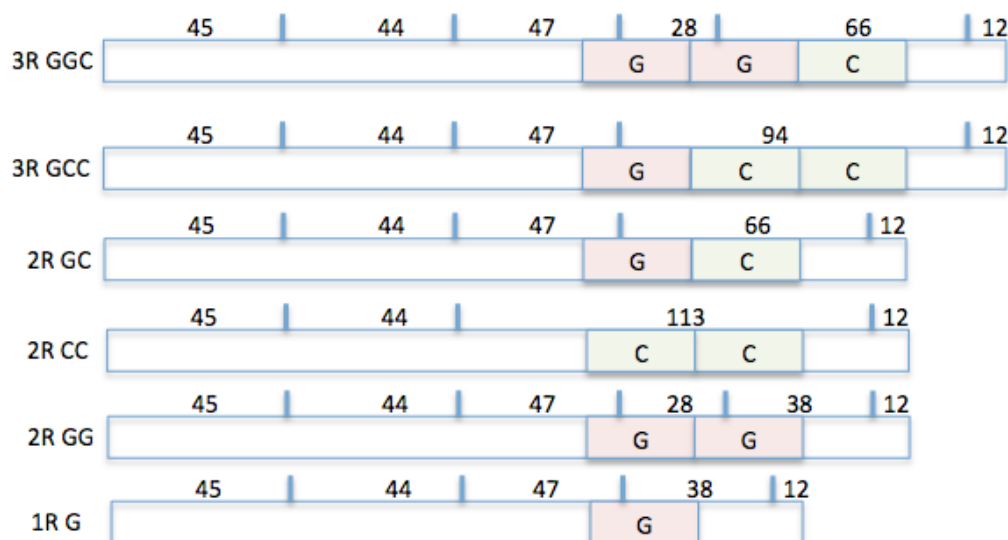 45 44 47 28 66 12
3R GGC G G C
45 44 47 94 12
3R GCC G C C
45 44 47 66 12
2R GC G C
45 44 113 12
2R CC C C
45 44 47 28 38 12
2R GG G G
45 44 47 38 12
1R G G